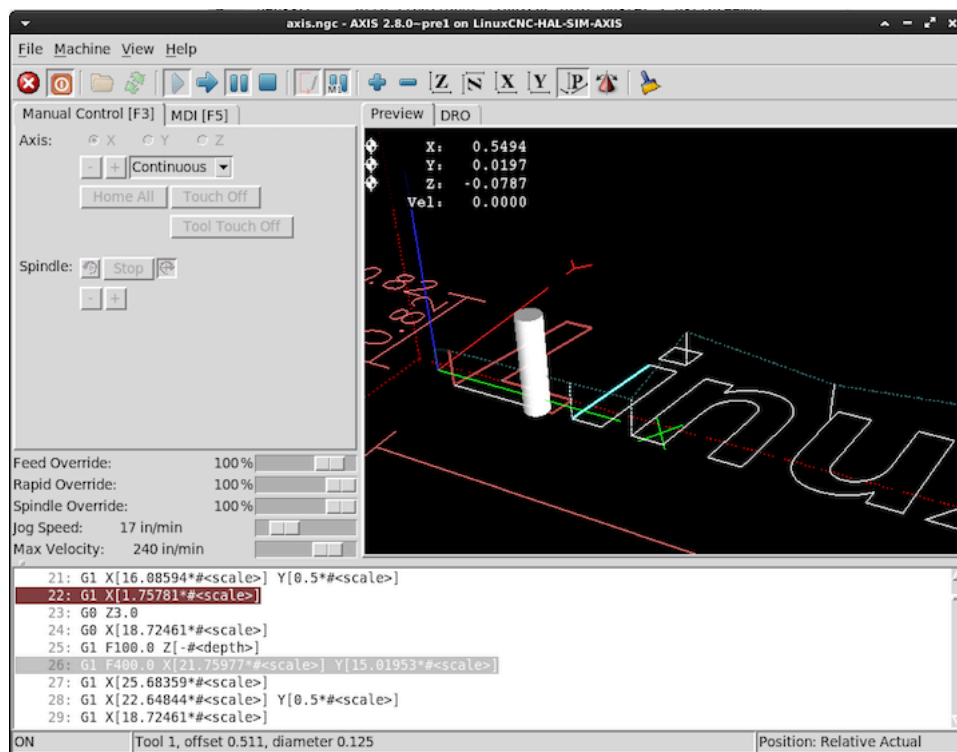 axis.ngc - AXIS 2.8.0~pre1 on LinuxCNC-HAL-SIM-AXIS
File Machine View Help
Z N X Y P
Manual Control [F3] MDI [F5]
Preview DRO
Axis: X Y Z
- + Continuous
Home All Touch Off
Tool Touch Off
Spindle: Stop
- +
X: 0.5494
Y: 0.0197
Z: -0.0787
Vel: 0.0000
Y
X
Linu
Feed Override: 100%
Rapid Override: 100%
Spindle Override: 100%
Jog Speed: 17 in/min
Max Velocity: 240 in/min
21: G1 X[16.08594*#<scale>] Y[0.5*#<scale>]
22: G1 X[1.75781*#<scale>]
23: G0 Z3.0
24: G0 X[18.72461*#<scale>]
25: G1 F100.0 Z[-#<depth>]
26: G1 F400.0 X[21.75977*#<scale>] Y[15.01953*#<scale>]
27: G1 X[25.68359*#<scale>]
28: G1 X[22.64844*#<scale>] Y[0.5*#<scale>]
29: G1 X[18.72461*#<scale>]
ON Tool 1, offset 0.511, diameter 0.125 Position: Relative Actual